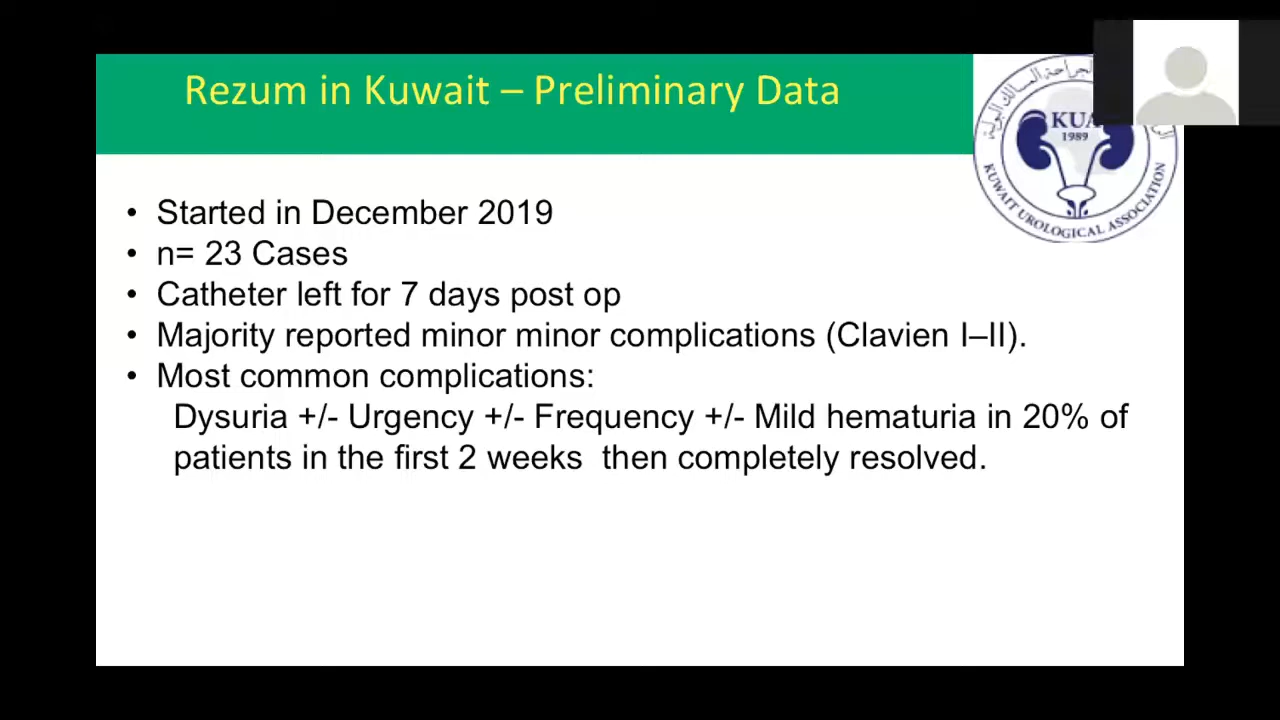 Rezum in Kuwait – Preliminary Data
KUA
1989
KUWAIT UROLOGICAL ASSOCIATION
• Started in December 2019
• n= 23 Cases
• Catheter left for 7 days post op
• Majority reported minor minor complications (Clavien I–II).
• Most common complications:
Dysuria +/- Urgency +/- Frequency +/- Mild hematuria in 20% of
patients in the first 2 weeks  then completely resolved.